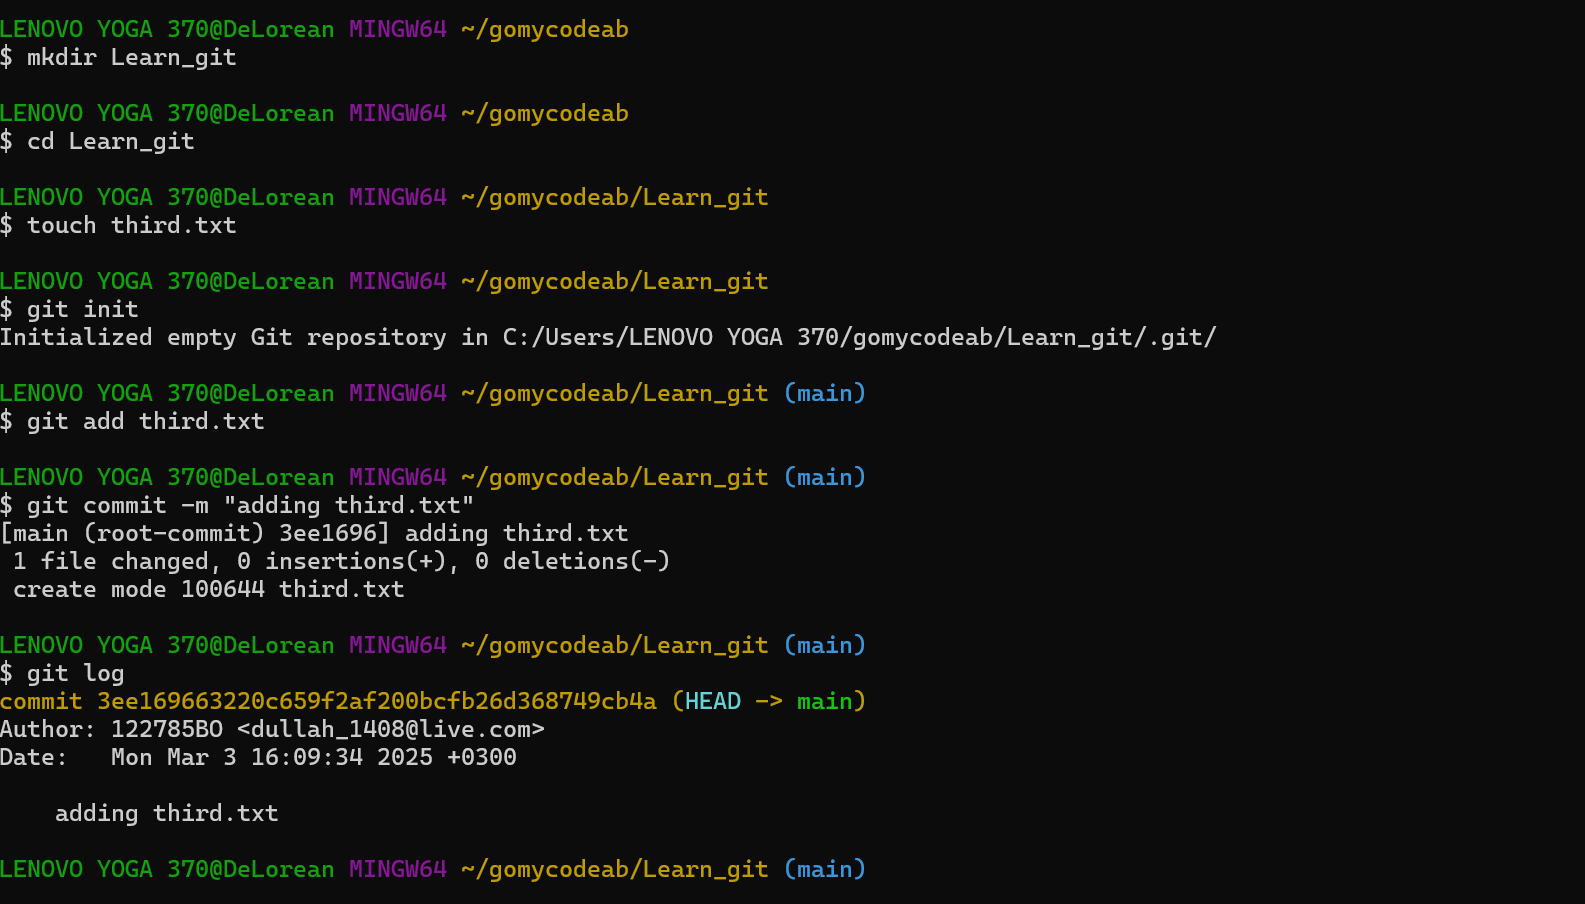 LENOVO YOGA 370@DeLorean MINGW64 ~/gomycodeab
$ mkdir Learn_git
LENOVO YOGA 370@DeLorean MINGW64 ~/gomycodeab
$ cd Learn_git
LENOVO YOGA 370@DeLorean MINGW64 ~/gomycodeab/Learn_git
$ touch third.txt
LENOVO YOGA 370@DeLorean MINGW64 ~/gomycodeab/Learn_git
$ git init
Initialized empty Git repository in C:/Users/LENOVO YOGA 370/gomycodeab/Learn_git/.git/
LENOVO YOGA 370@DeLorean MINGW64 ~/gomycodeab/Learn_git (main)
$ git add third.txt
LENOVO YOGA 370@DeLorean MINGW64 ~/gomycodeab/Learn_git (main)
$ git commit -m "adding third.txt"
[main (root-commit) 3ee1696] adding third.txt
 1 file changed, 0 insertions(+), 0 deletions(-)
 create mode 100644 third.txt
LENOVO YOGA 370@DeLorean MINGW64 ~/gomycodeab/Learn_git (main)
$ git log
commit 3ee169663220c659f2af200bcfb26d368749cb4a (HEAD -> main)
Author: 122785BO <dullah_1408@live.com>
Date:   Mon Mar 3 16:09:34 2025 +0300
    adding third.txt
LENOVO YOGA 370@DeLorean MINGW64 ~/gomycodeab/Learn_git (main)